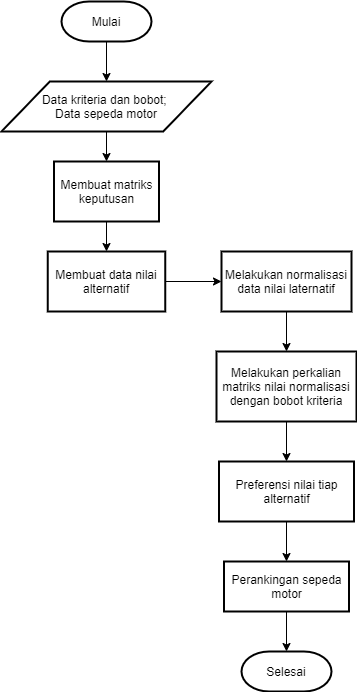 Mulai
Data kriteria dan bobot;
Data sepeda motor
Membuat matriks
keputusan
Membuat data nilai
alternatif
Melakukan normalisasi
data nilai laternatif
Melakukan perkalian
matriks nilai normalisasi
dengan bobot kriteria
Preferensi nilai tiap
alternatif
Perankingan sepeda
motor
Selesai